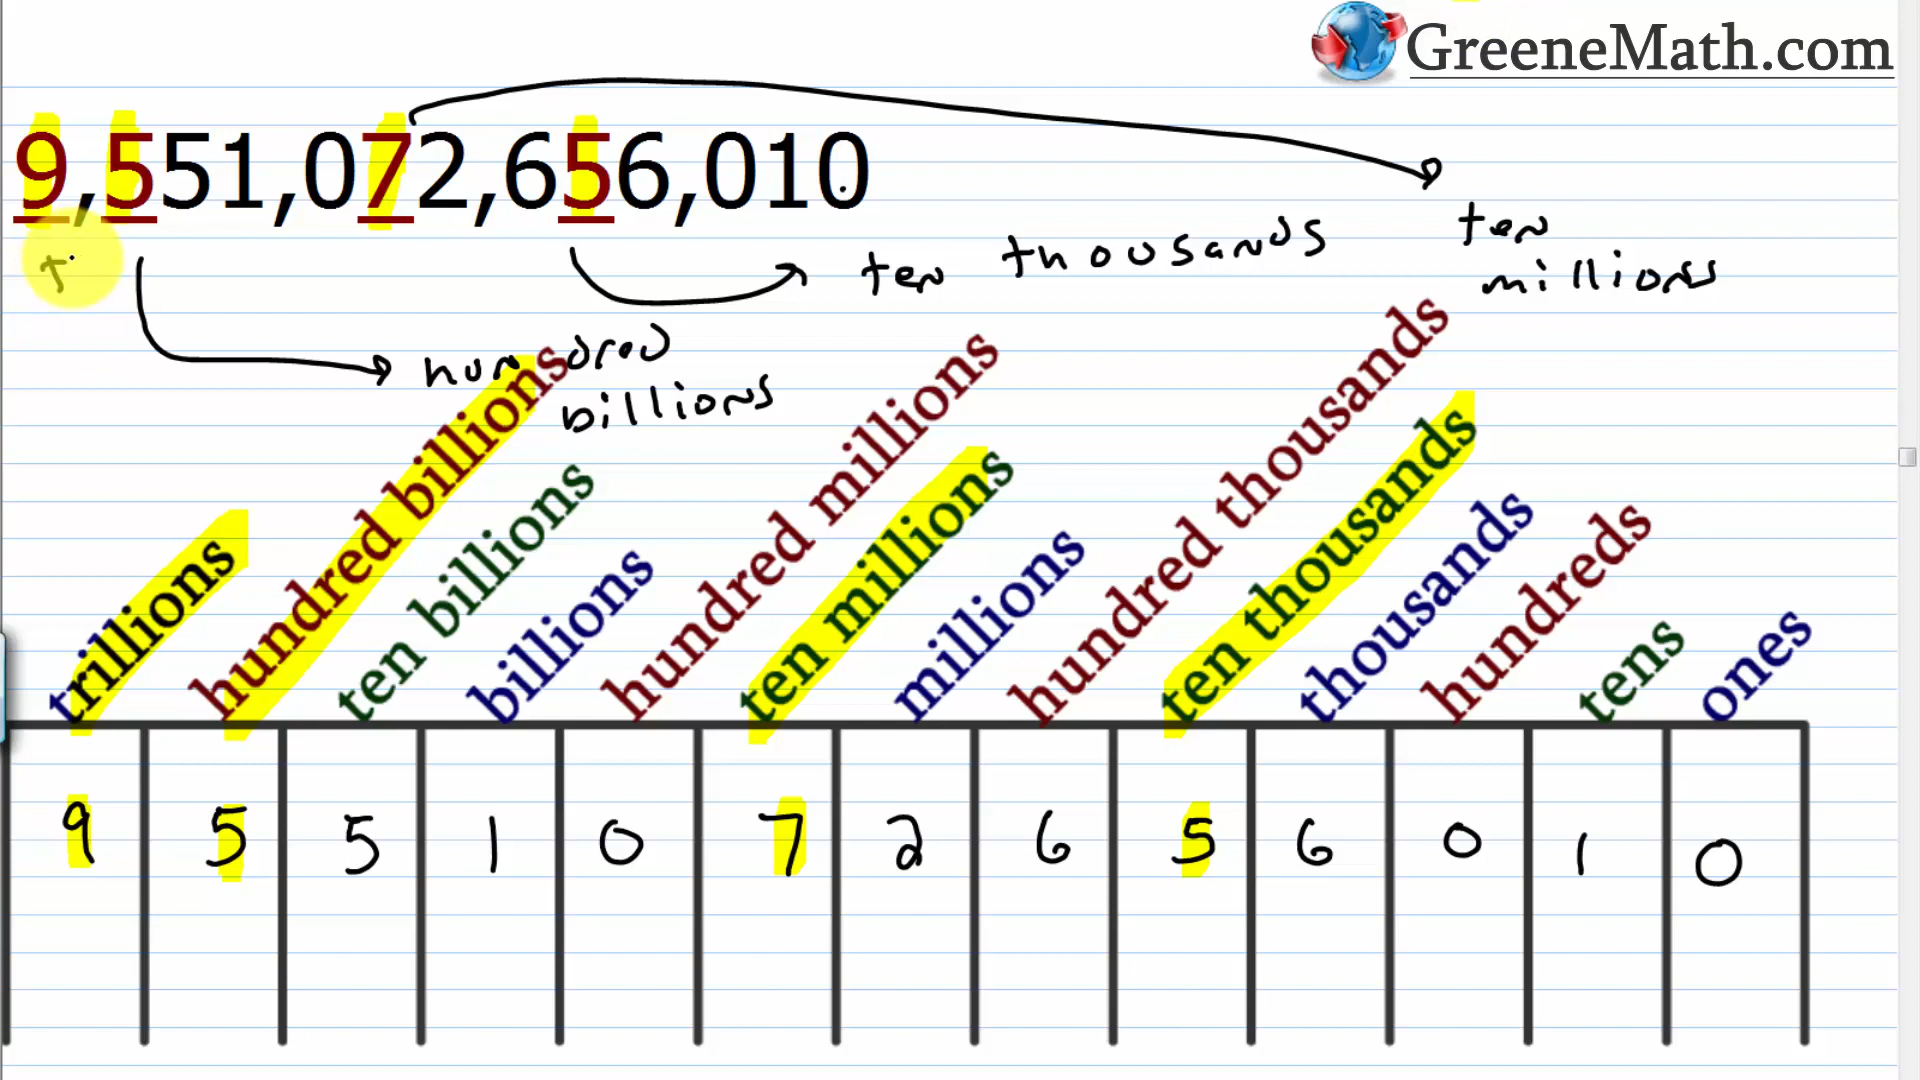 GreeneMath.com
9,551,072,656,010
t
ten thousands
ten
millions
hundred
billions
trillions
hundred billions
ten billions
billions
hundred millions
ten millions
millions
hundred thousands
ten thousands
thousands
hundreds
tens
ones
9 5 5 1 0 7 2 6 5 6 0 1 0